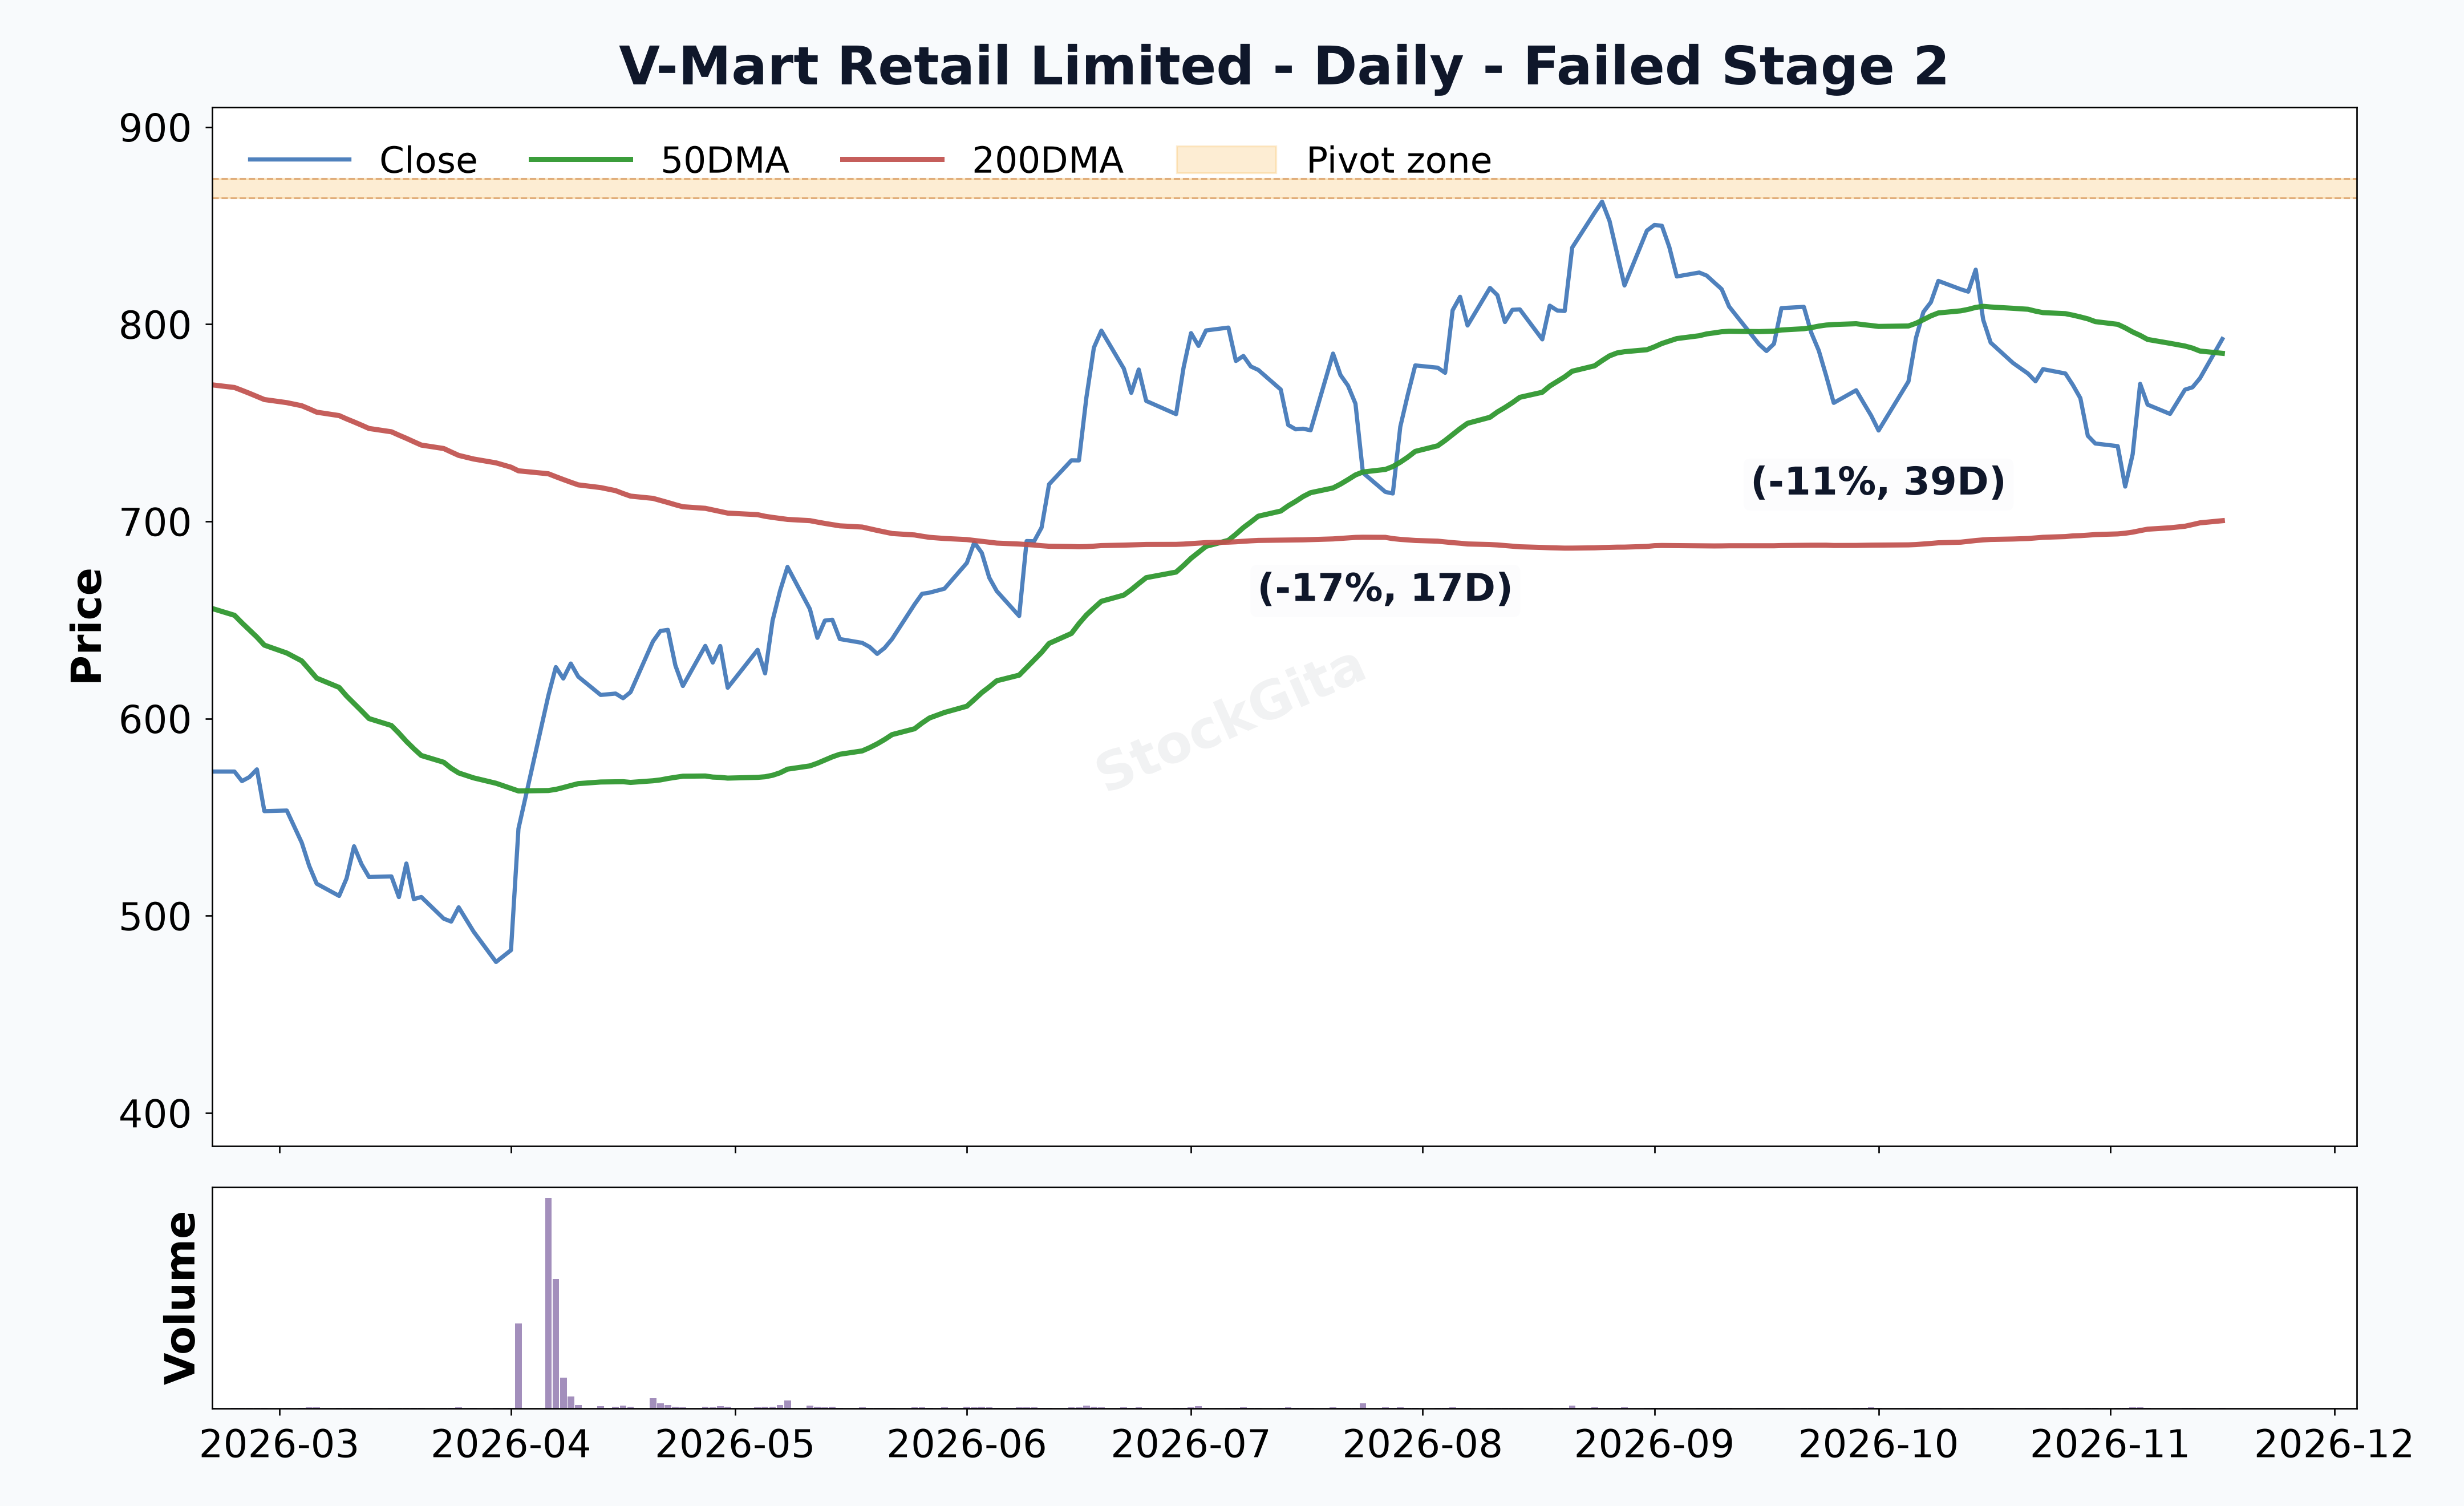 V-Mart Retail Limited - Daily - Failed Stage 2
Close 50DMA 200DMA Pivot zone
900
800
700
600
500
400
Price
(-11%, 39D)
(-17%, 17D)
StockGita
Volume
2026-03 2026-04 2026-05 2026-06 2026-07 2026-08 2026-09 2026-10 2026-11 2026-12